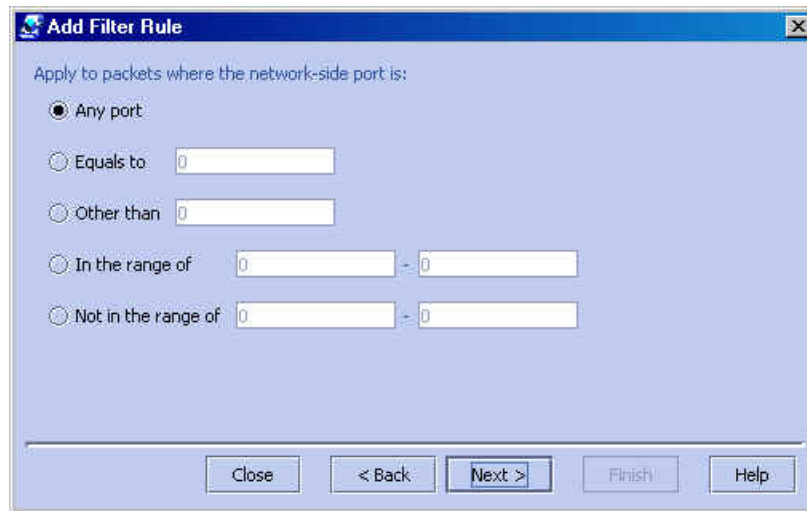 Add Filter Rule
Apply to packets where the network-side port is:
Any port
Equals to 0
Other than 0
In the range of 0 - 0
Not in the range of 0 - 0
Close < Back Next > Finish Help